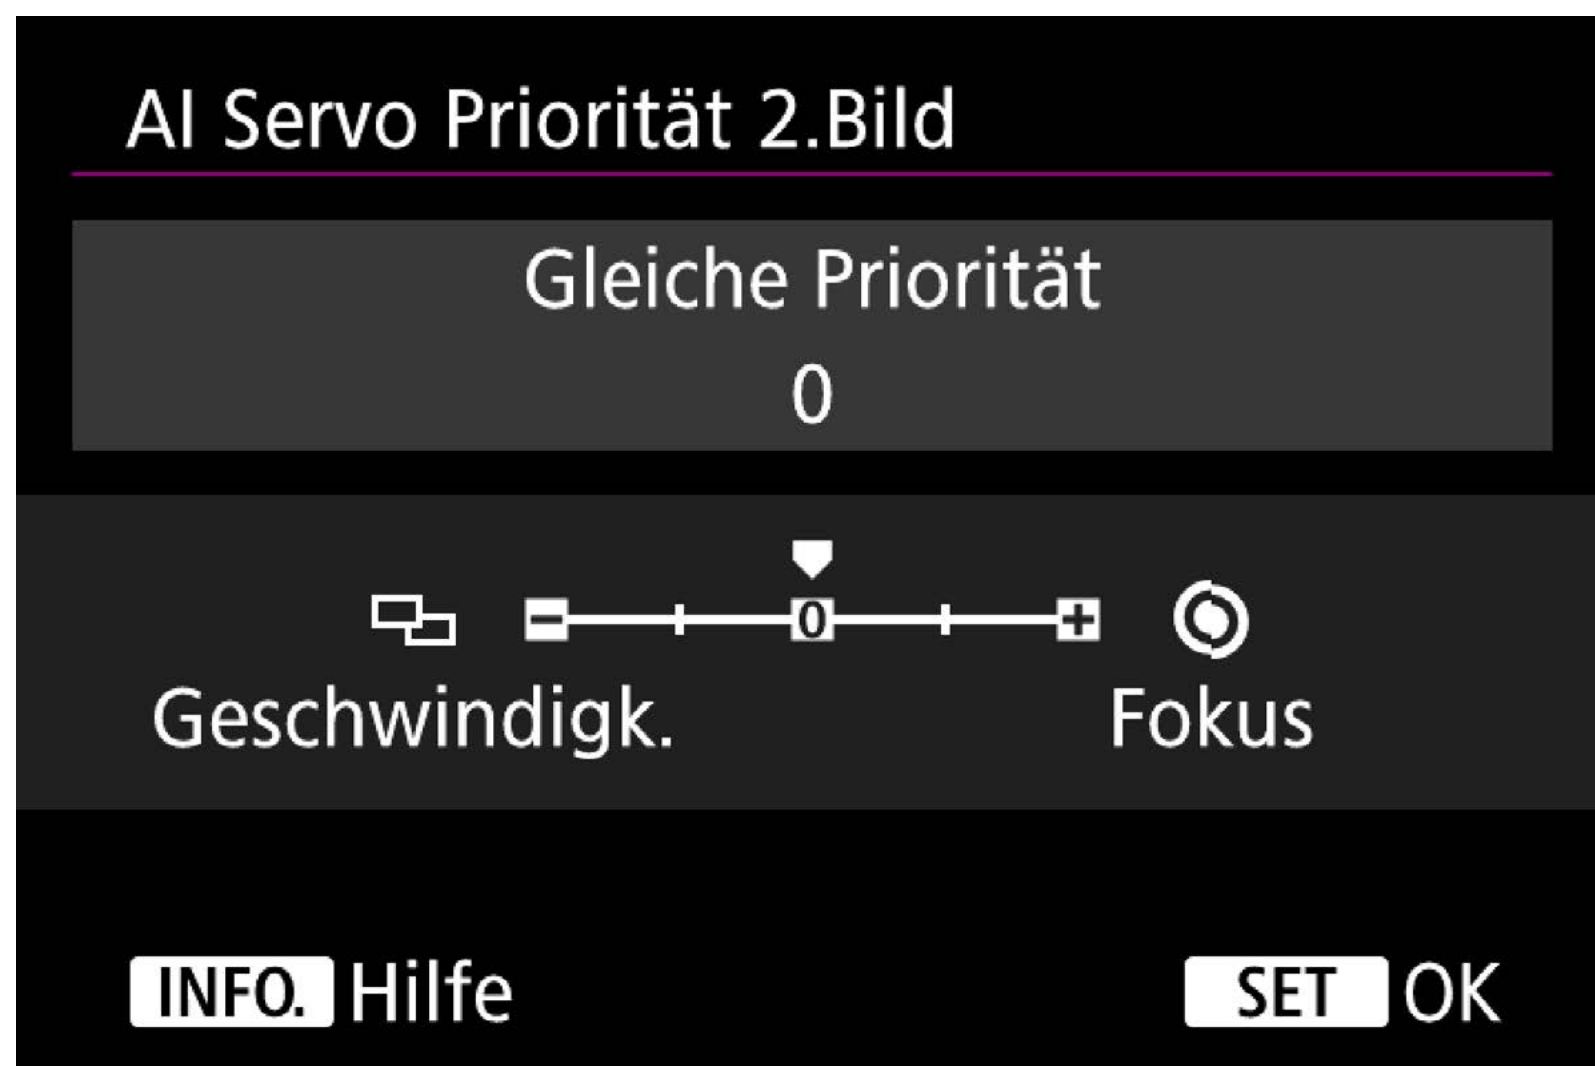 AI Servo Priorität 2.Bild
Gleiche Priorität
0
- 0 +
Geschwindigk. Fokus
INFO. Hilfe SET OK